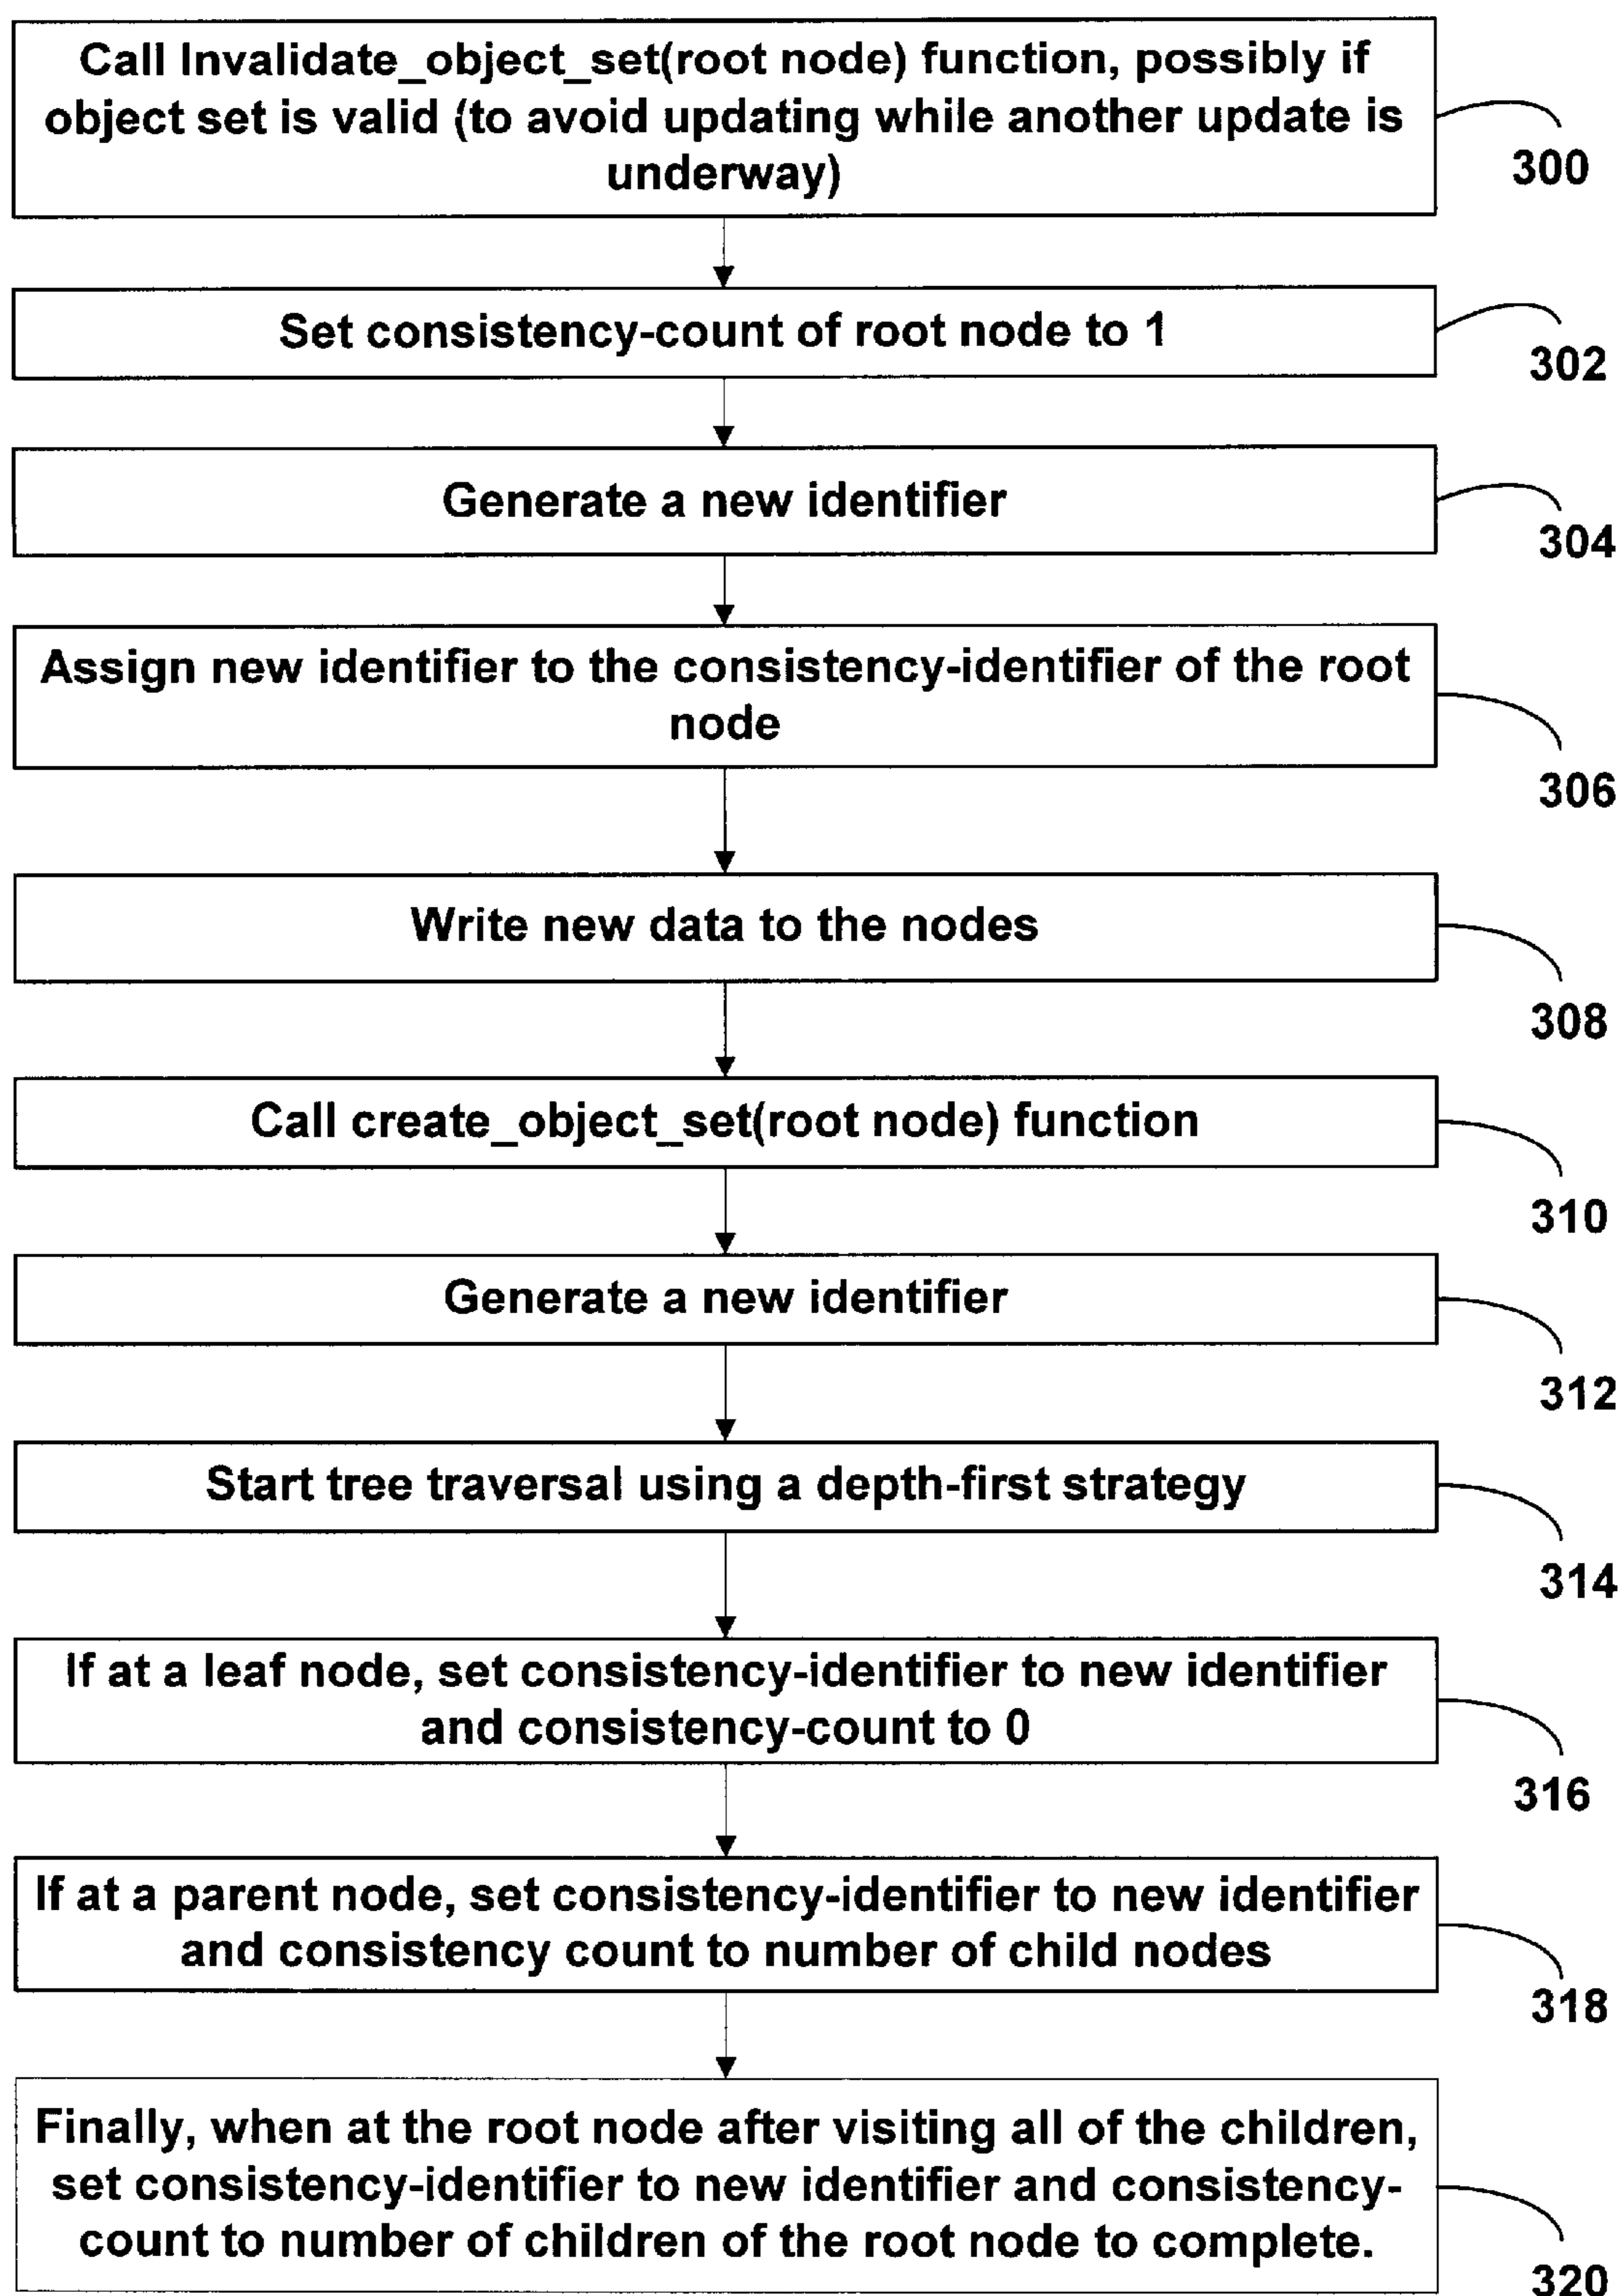 Call Invalidate_object_set(root node) function, possibly if
object set is valid (to avoid updating while another update is
underway)
300
Set consistency-count of root node to 1
302
Generate a new identifier
304
Assign new identifier to the consistency-identifier of the root
node
306
Write new data to the nodes
308
Call create_object_set(root node) function
310
Generate a new identifier
312
Start tree traversal using a depth-first strategy
314
If at a leaf node, set consistency-identifier to new identifier
and consistency-count to 0
316
If at a parent node, set consistency-identifier to new identifier
and consistency count to number of child nodes
318
Finally, when at the root node after visiting all of the children,
set consistency-identifier to new identifier and consistency-
count to number of children of the root node to complete.
320